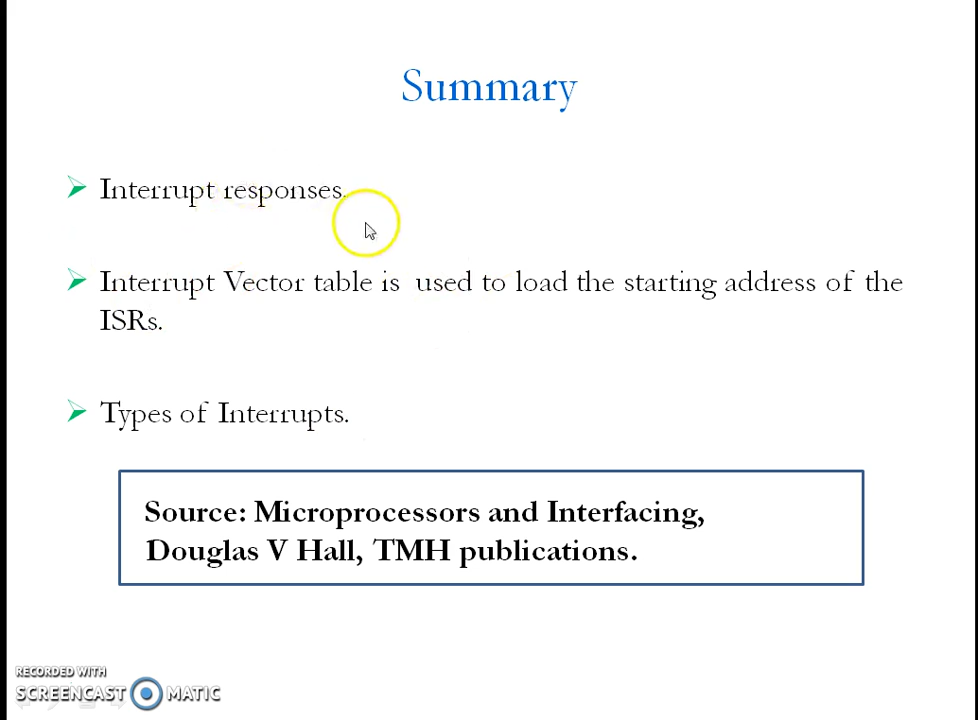 Summary
Interrupt responses.
Interrupt Vector table is used to load the starting address of the
ISRs.
Types of Interrupts.
Source: Microprocessors and Interfacing,
Douglas V Hall, TMH publications.
RECORDED WITH
SCREENCAST MATIC